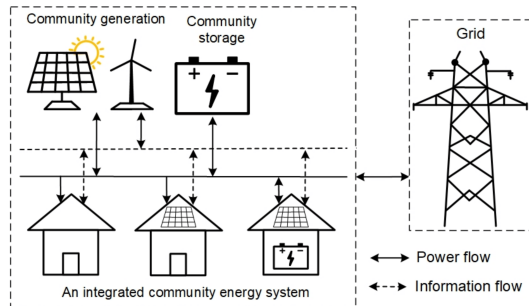 Community generation
Community
storage
Grid
An integrated community energy system
Power flow
Information flow